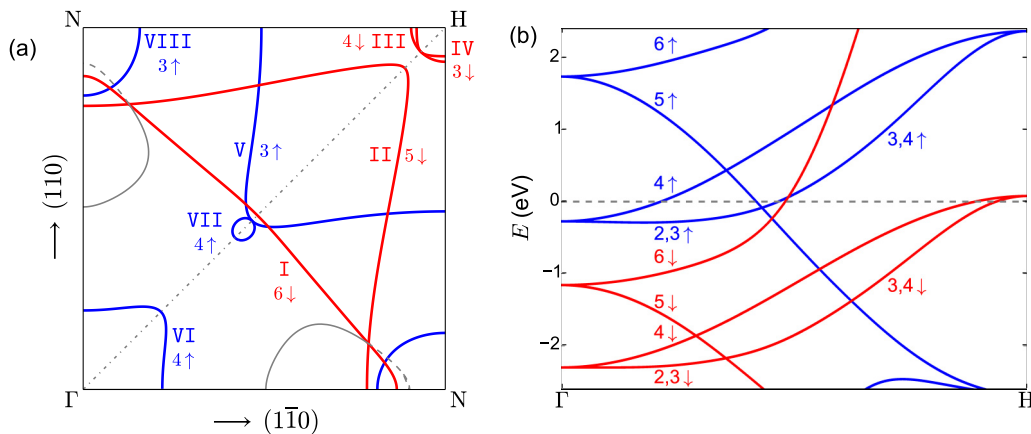 (a)
N
H
VIII
3↑
4↓ III
IV
3↓
V 3↑
II 5↓
VII
4↑
I
6↓
VI
4↑
Γ
N
⟶ (110)
⟶ (11̅0)
(b)
2
1
0
−1
−2
E (eV)
6↑
5↑
3,4↑
4↑
2,3↑
6↓
5↓
4↓
2,3↓
3,4↓
Γ
H